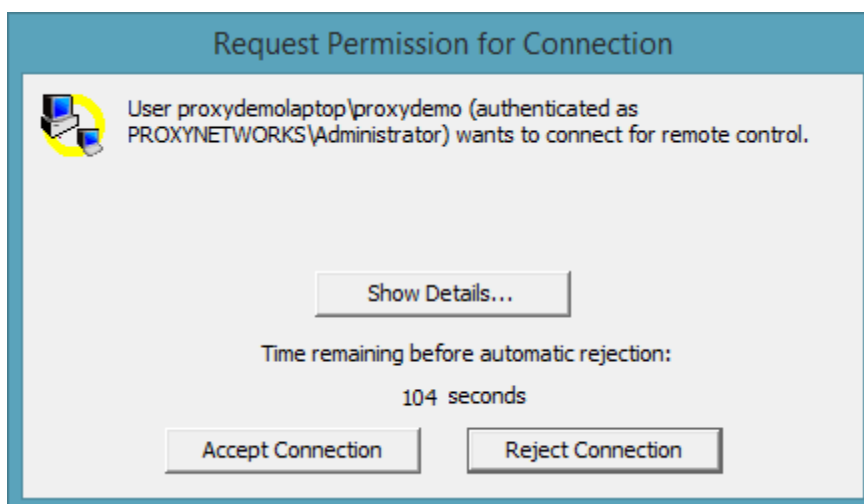 Request Permission for Connection
User proxydemolaptop\proxydemo (authenticated as
PROXYNETWORKS\Administrator) wants to connect for remote control.
Show Details...
Time remaining before automatic rejection:
104 seconds
Accept Connection Reject Connection